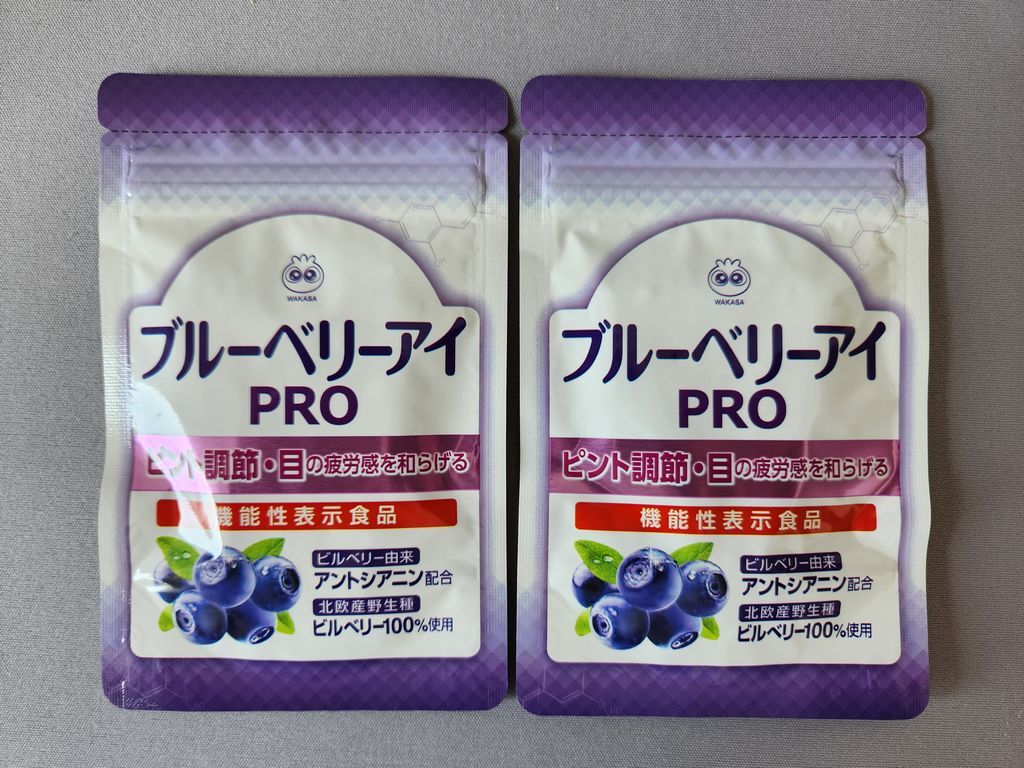 WAKASA
ブルーベリーアイ
PRO
ピント調節・目の疲労感を和らげる
機能性表示食品
ビルベリー由来
アントシアニン配合
北欧産野生種
ビルベリー100%使用
WAKASA
ブルーベリーアイ
PRO
ピント調節・目の疲労感を和らげる
機能性表示食品
ビルベリー由来
アントシアニン配合
北欧産野生種
ビルベリー100%使用